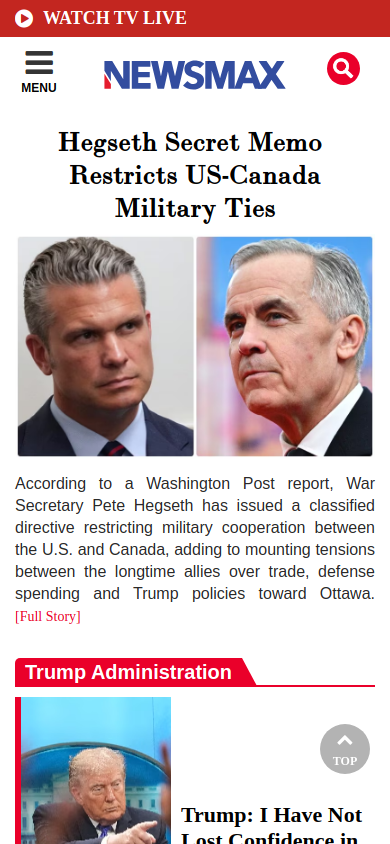 WATCH TV LIVE
MENU
NEWSMAX
Hegseth Secret Memo
Restricts US-Canada
Military Ties
According to a Washington Post report, War
Secretary Pete Hegseth has issued a classified
directive restricting military cooperation between
the U.S. and Canada, adding to mounting tensions
between the longtime allies over trade, defense
spending and Trump policies toward Ottawa.
[Full Story]
Trump Administration
TOP
Trump: I Have Not
Lost Confidence in